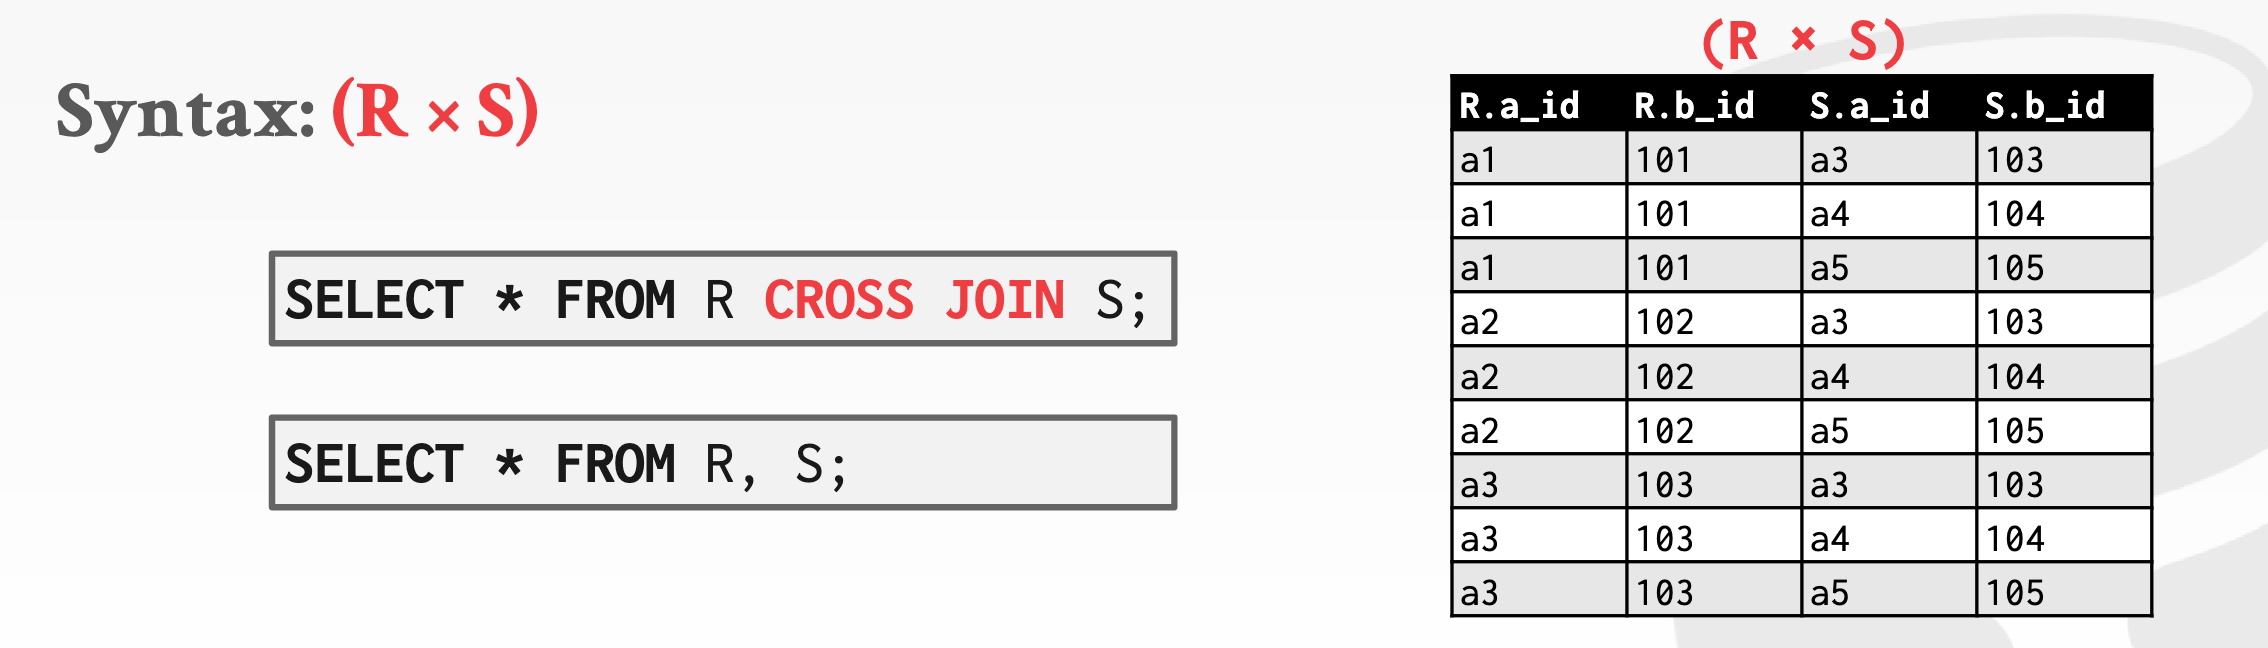 Syntax: (R × S)
SELECT * FROM R CROSS JOIN S;
SELECT * FROM R, S;
(R × S)
R.a_id R.b_id S.a_id S.b_id
a1 101 a3 103
a1 101 a4 104
a1 101 a5 105
a2 102 a3 103
a2 102 a4 104
a2 102 a5 105
a3 103 a3 103
a3 103 a4 104
a3 103 a5 105